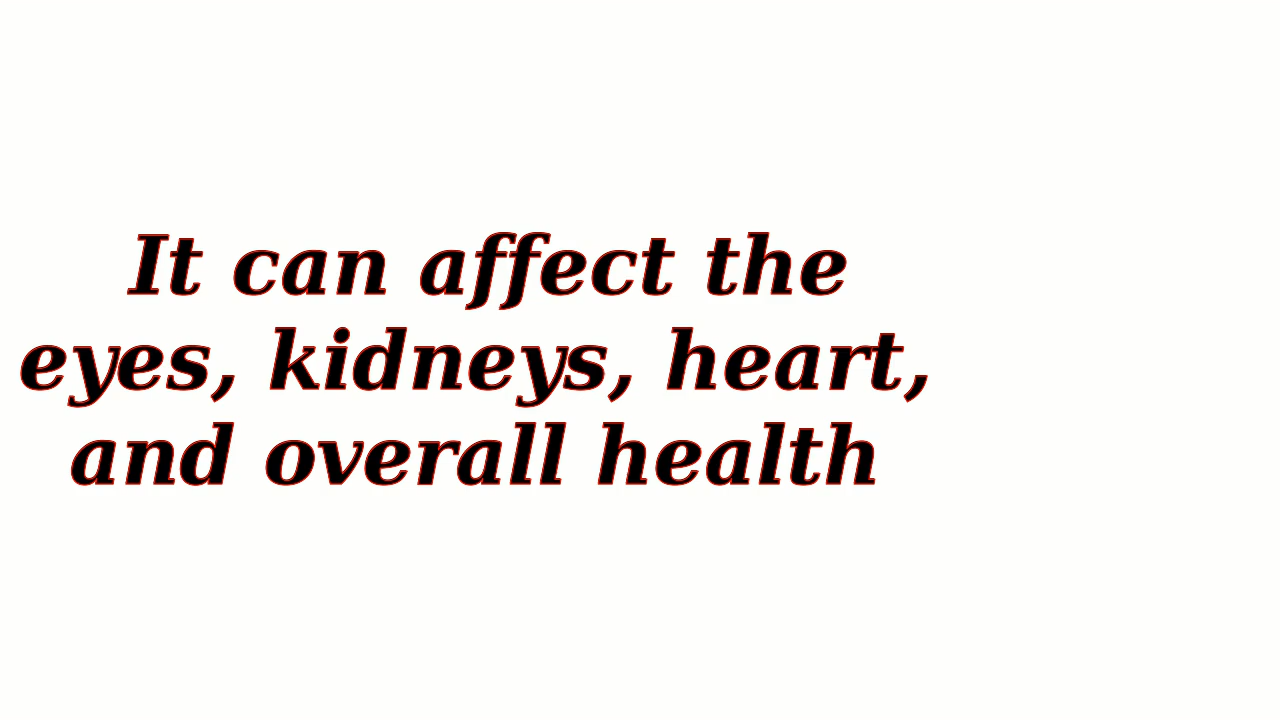 It can affect the
eyes, kidneys, heart,
and overall health